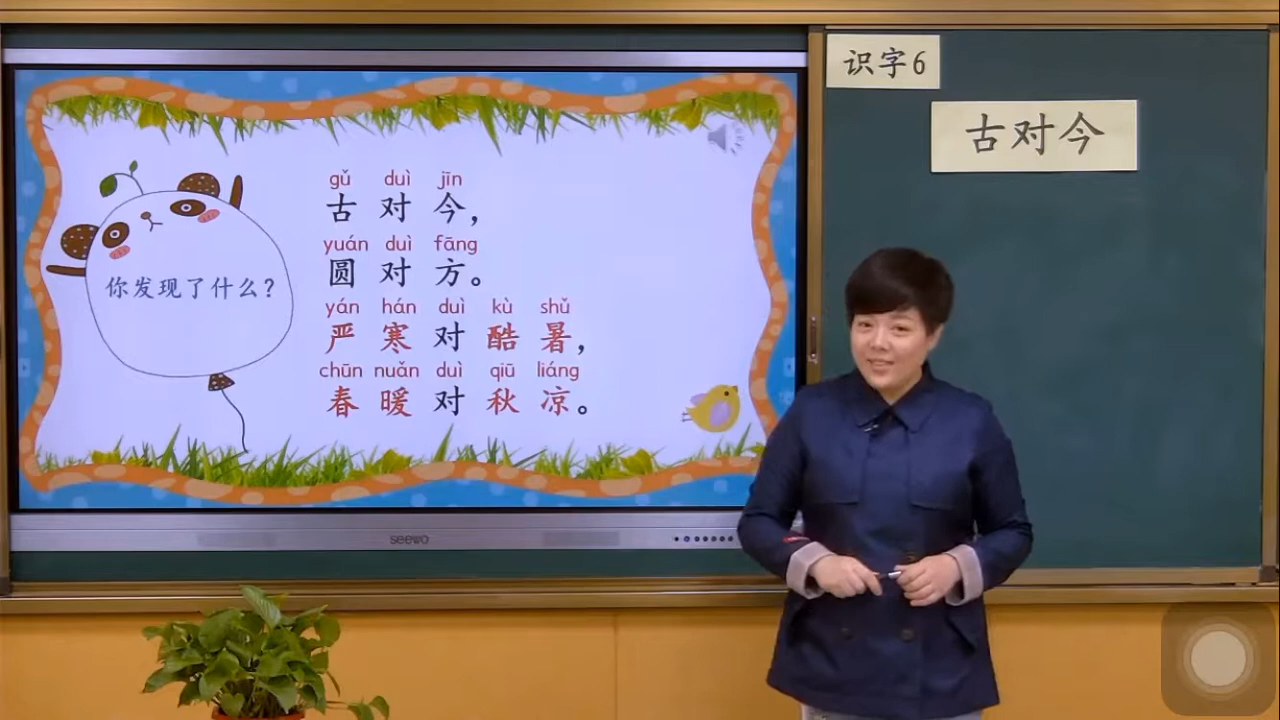 你发现了什么？
gǔ duì jīn
古对今，
yuán duì fāng
圆对方。
yán hán duì kù shǔ
严寒对酷暑，
chūn nuǎn duì qiū liáng
春暖对秋凉。
seewo
识字6
古对今